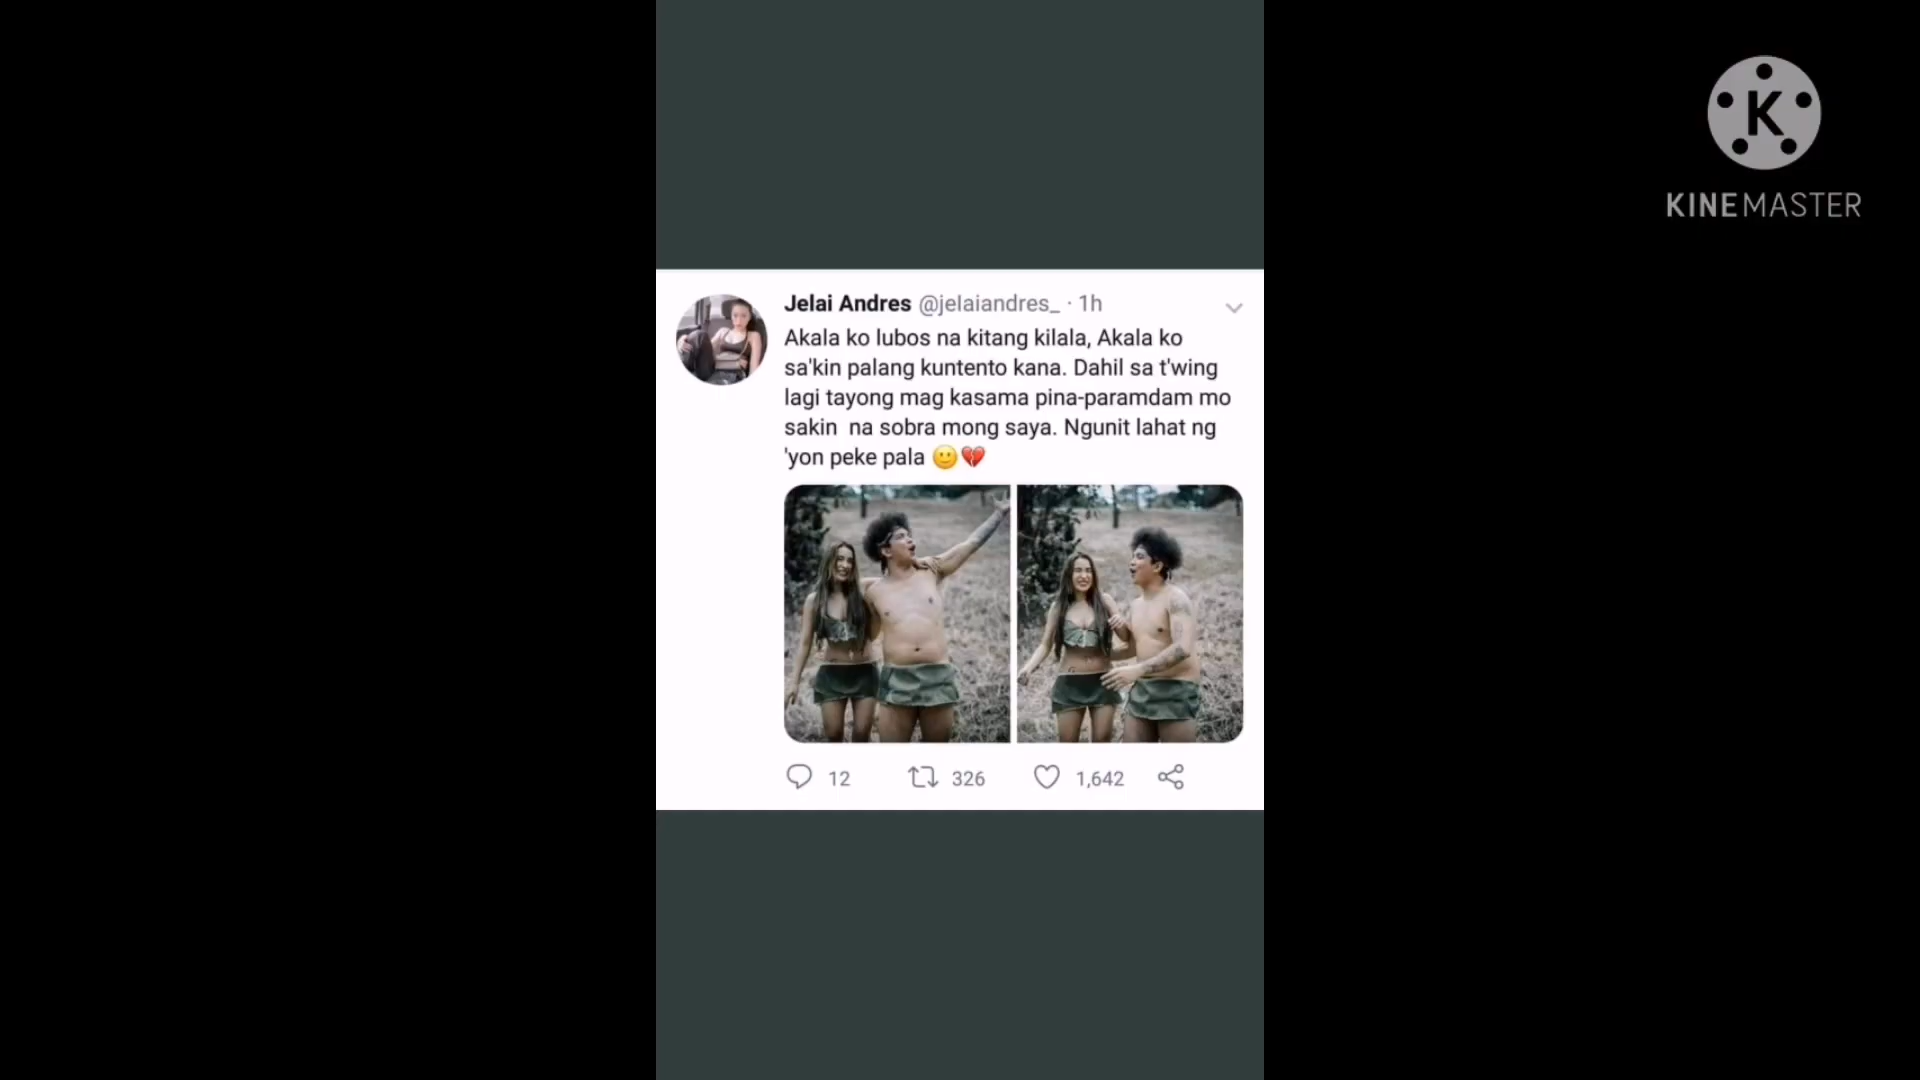 K
KINEMASTER
Jelai Andres @jelaiandres_ · 1h
Akala ko lubos na kitang kilala, Akala ko
sa'kin palang kuntento kana. Dahil sa t'wing
lagi tayong mag kasama pina-paramdam mo
sakin na sobra mong saya. Ngunit lahat ng
'yon peke pala 🙂💔
12 326 1,642